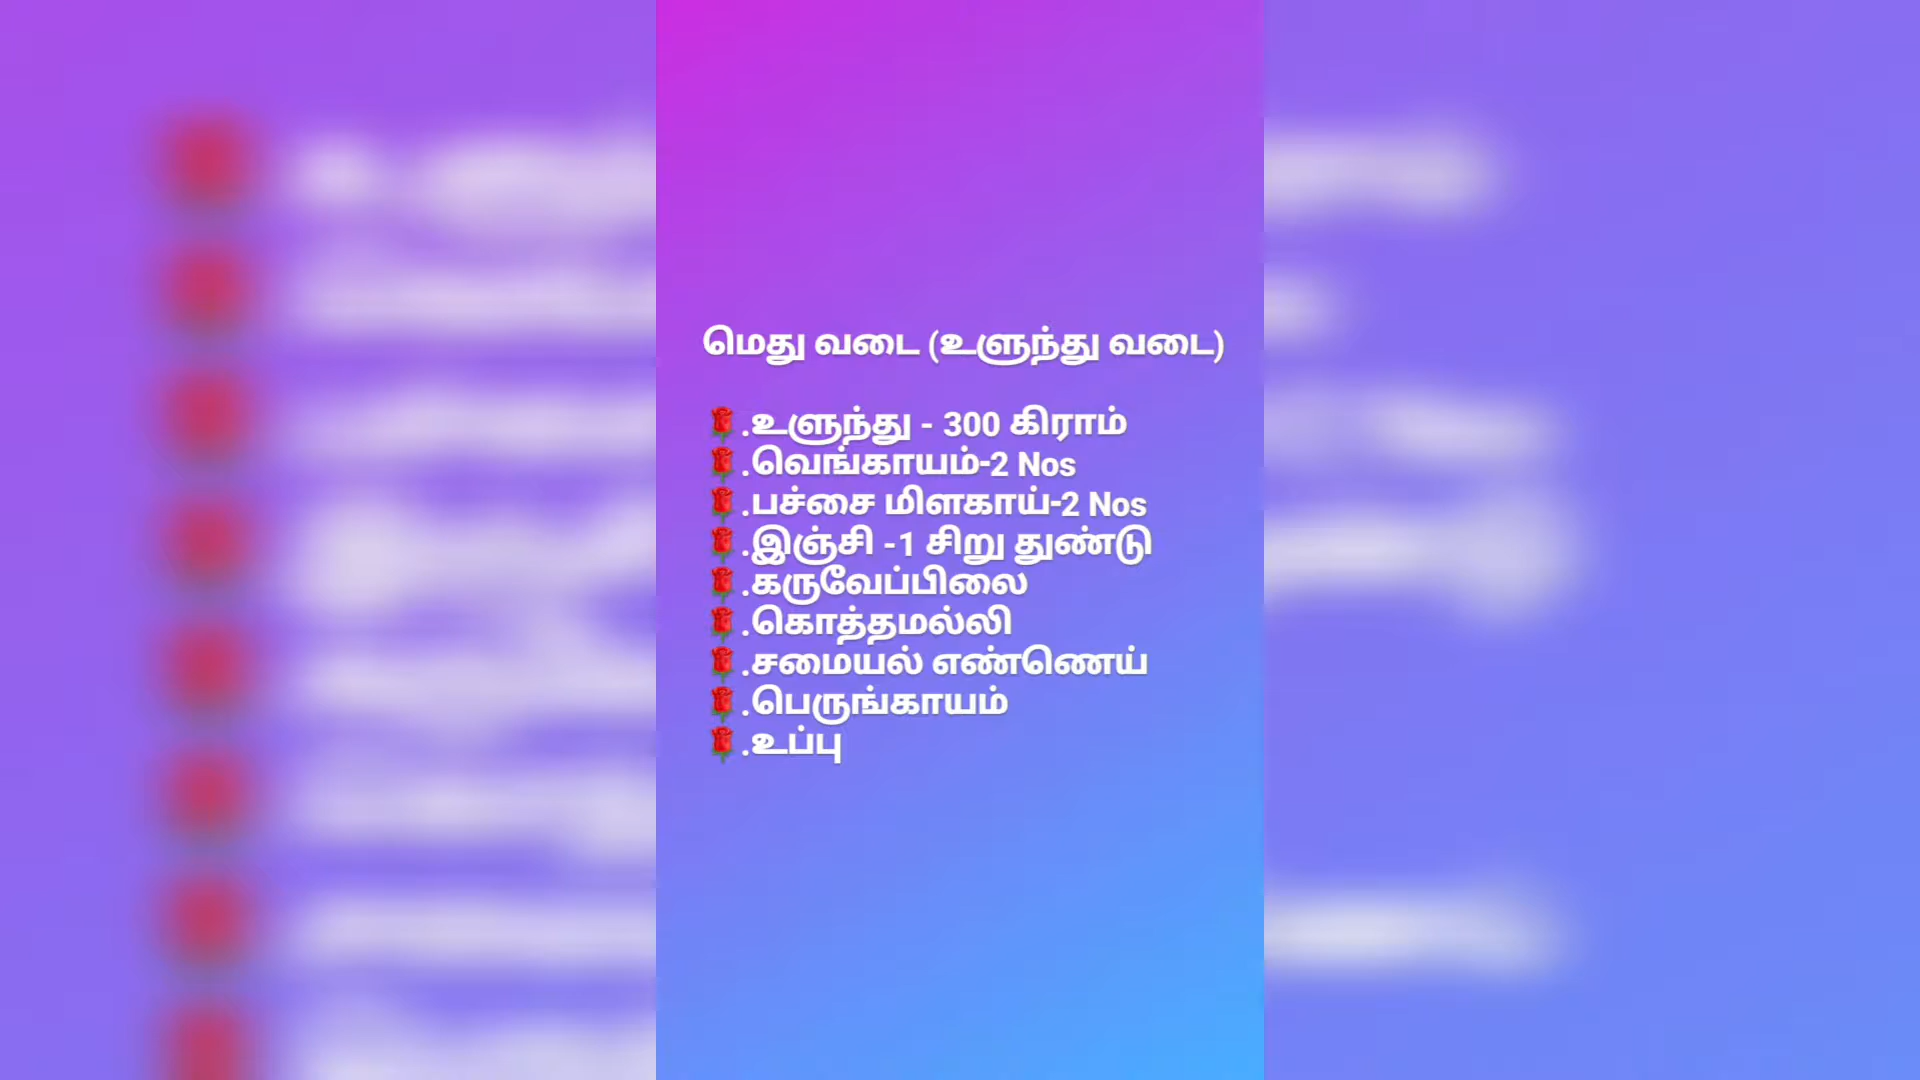 மெது வடை (உளுந்து வடை)
🌹.உளுந்து - 300 கிராம்
🌹.வெங்காயம்-2 Nos
🌹.பச்சை மிளகாய்-2 Nos
🌹.இஞ்சி -1 சிறு துண்டு
🌹.கருவேப்பிலை
🌹.கொத்தமல்லி
🌹.சமையல் எண்ணெய்
🌹.பெருங்காயம்
🌹.உப்பு